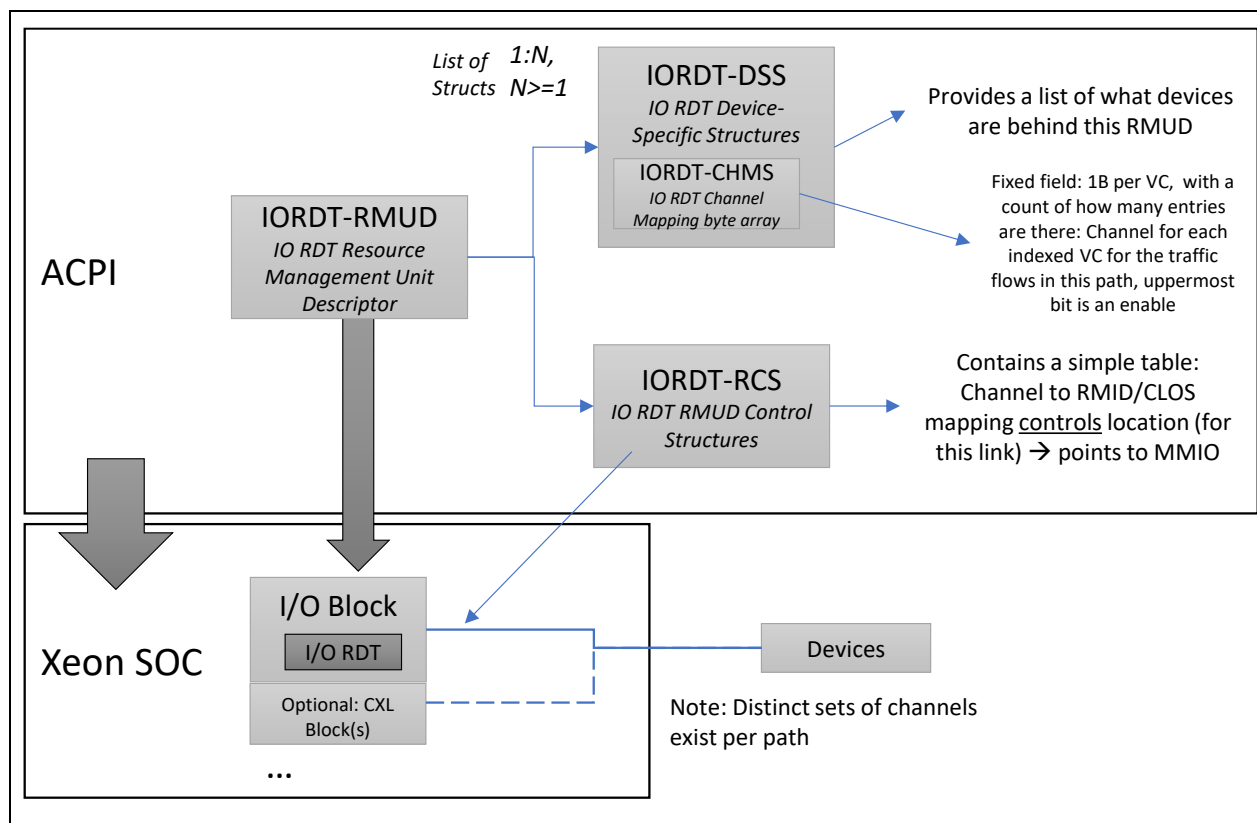 List of
Structs
1:N,
N>=1
IORDT-DSS
IO RDT Device-
Specific Structures
IORDT-CHMS
IO RDT Channel
Mapping byte array
Provides a list of what devices
are behind this RMUD
Fixed field: 1B per VC,  with a
count of how many entries
are there: Channel for each
indexed VC for the traffic
flows in this path, uppermost
bit is an enable
ACPI
IORDT-RMUD
IO RDT Resource
Management Unit
Descriptor
IORDT-RCS
IO RDT RMUD Control
Structures
Contains a simple table:
Channel to RMID/CLOS
mapping controls location (for
this link) → points to MMIO
Xeon SOC
I/O Block
I/O RDT
Optional: CXL
Block(s)
...
Devices
Note: Distinct sets of channels
exist per path